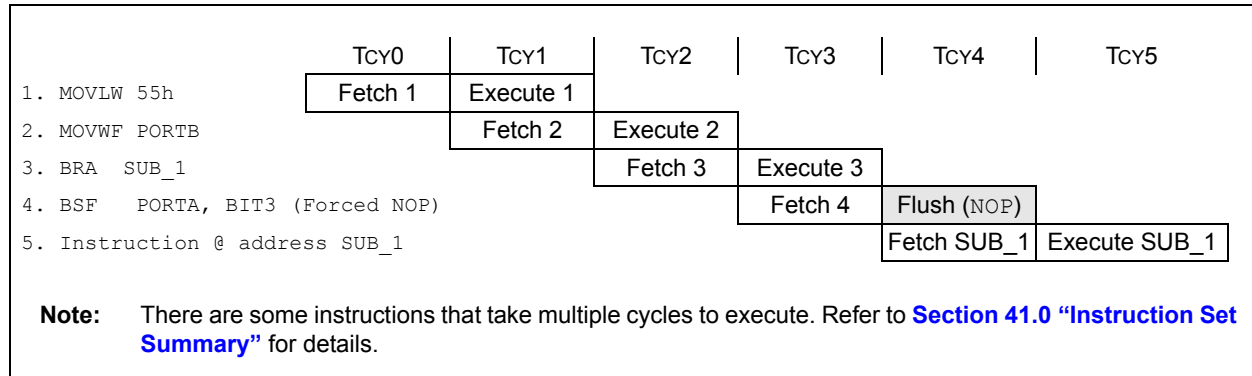 TCY0 TCY1 TCY2 TCY3 TCY4 TCY5
1. MOVLW 55h Fetch 1 Execute 1
2. MOVWF PORTB Fetch 2 Execute 2
3. BRA SUB_1 Fetch 3 Execute 3
4. BSF PORTA, BIT3 (Forced NOP) Fetch 4 Flush (NOP)
5. Instruction @ address SUB_1 Fetch SUB_1 Execute SUB_1
Note: There are some instructions that take multiple cycles to execute. Refer to Section 41.0 “Instruction Set
Summary” for details.